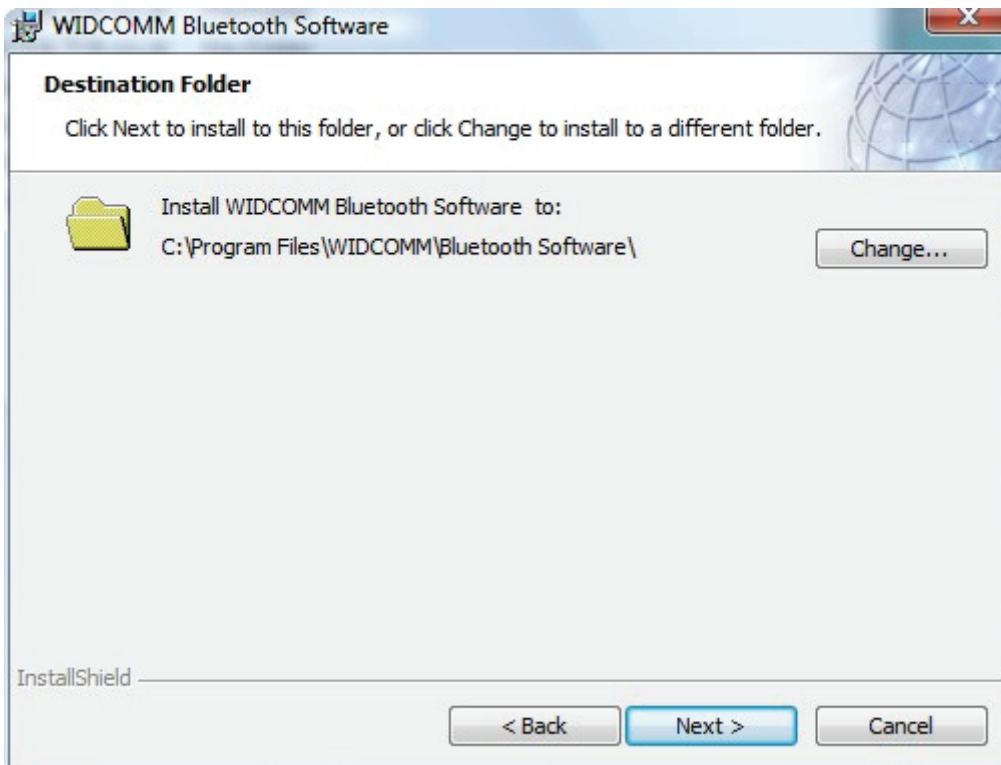 WIDCOMM Bluetooth Software
Destination Folder
Click Next to install to this folder, or click Change to install to a different folder.
Install WIDCOMM Bluetooth Software to:
C:\Program Files\WIDCOMM\Bluetooth Software\
Change...
InstallShield
< Back
Next >
Cancel